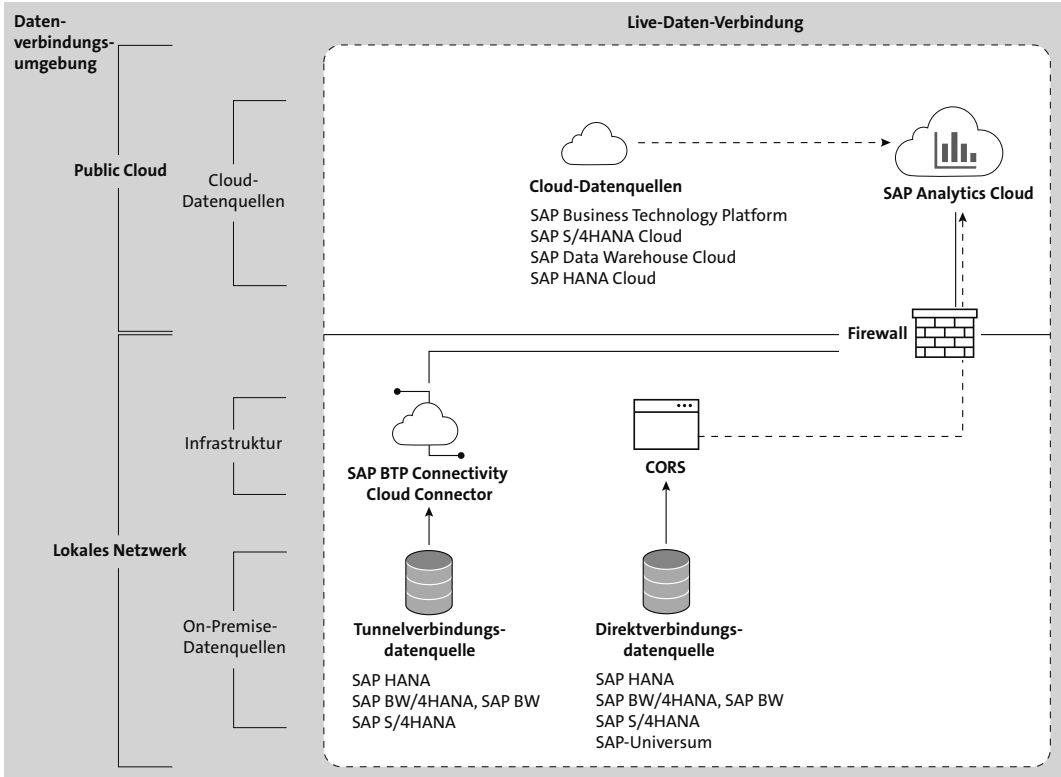 Daten-
verbindungs-
umgebung
Live-Daten-Verbindung
Public Cloud
Cloud-
Datenquellen
Cloud-Datenquellen
SAP Business Technology Platform
SAP S/4HANA Cloud
SAP Data Warehouse Cloud
SAP HANA Cloud
SAP Analytics Cloud
Firewall
Lokales Netzwerk
Infrastruktur
SAP BTP Connectivity
Cloud Connector
CORS
On-Premise-
Datenquellen
Tunnelverbindungs-
datenquelle
SAP HANA
SAP BW/4HANA, SAP BW
SAP S/4HANA
Direktverbindungs-
datenquelle
SAP HANA
SAP BW/4HANA, SAP BW
SAP S/4HANA
SAP-Universum